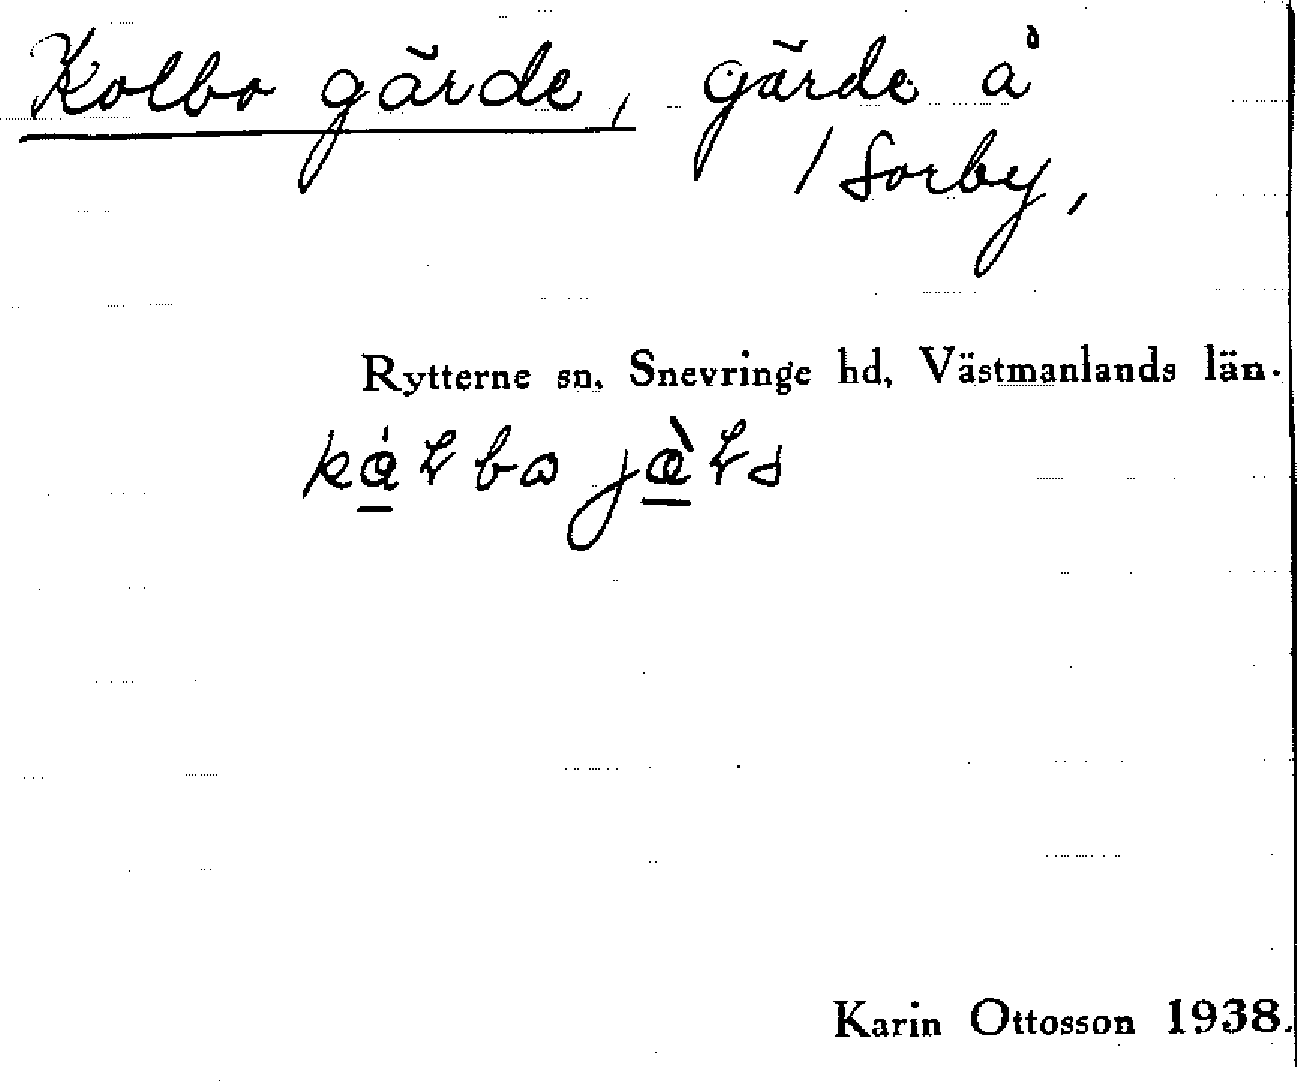 Kolbo gärde, gärde å
/ Sorby,
Rytterne sn, Snevringe hd, Västmanlands län.
Karin Ottosson 1938.